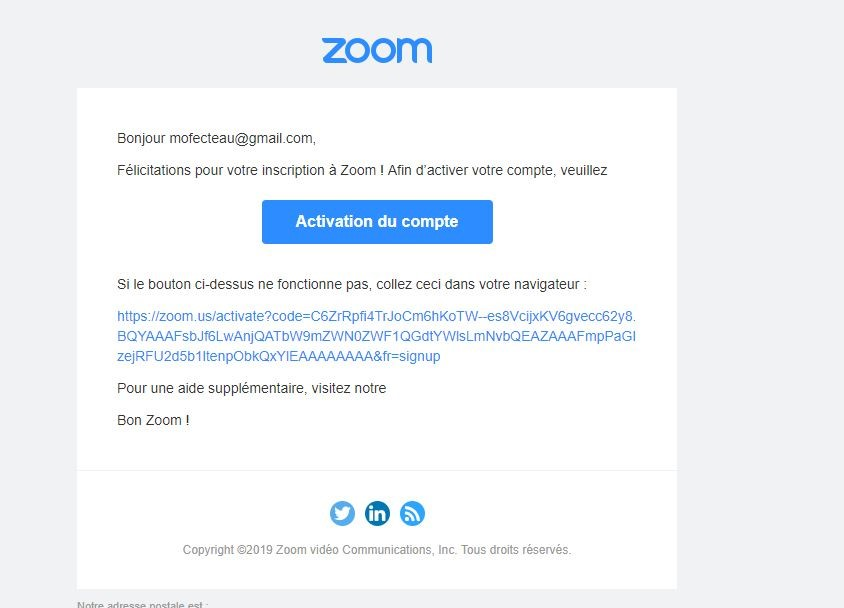 zoom
Bonjour mofecteau@gmail.com,
Félicitations pour votre inscription à Zoom ! Afin d'activer votre compte, veuillez
Activation du compte
Si le bouton ci-dessus ne fonctionne pas, collez ceci dans votre navigateur :
https://zoom.us/activate?code=C6ZrRpfi4TrJoCm6hKoTW--es8VcijxKV6gvecc62y8.
BQYAAAFsbJf6LwAnjQATbW9mZWN0ZWF1QGdtYWlsLmNvbQEAZAAAFmpPaGl
zejRFU2d5b1ltenpObkQxYlEAAAAAAAA&fr=signup
Pour une aide supplémentaire, visitez notre
Bon Zoom !
in
Copyright ©2019 Zoom vidéo Communications, Inc. Tous droits réservés.
Notre adresse postale est :